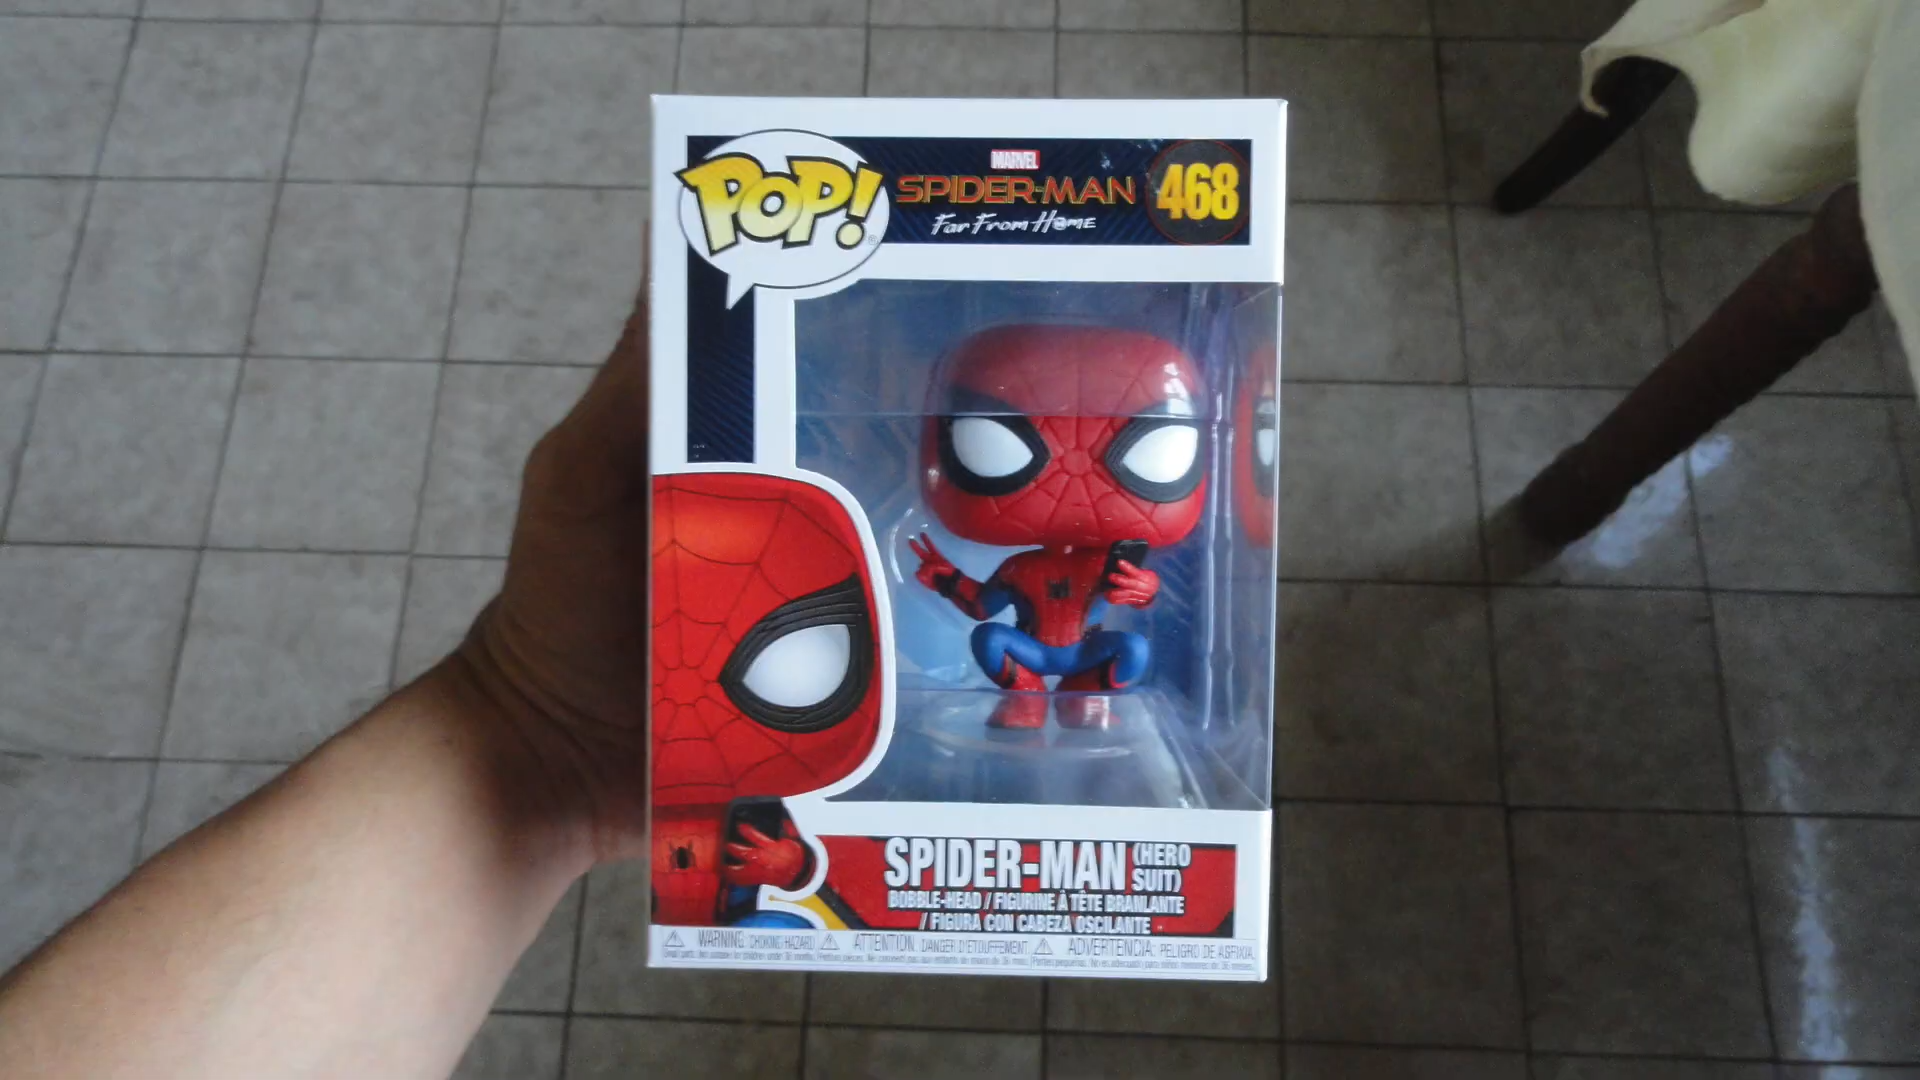 POP!
MARVEL
SPIDER-MAN
Far From H@me
468
SPIDER-MAN (HERO SUIT)
BOBBLE-HEAD / FIGURINE À TÊTE BRANLANTE
/ FIGURA CON CABEZA OSCILANTE
WARNING: CHOKING HAZARD ATTENTION: DANGER D'ÉTOUFFEMENT ADVERTENCIA: PELIGRO DE ASFIXIA.